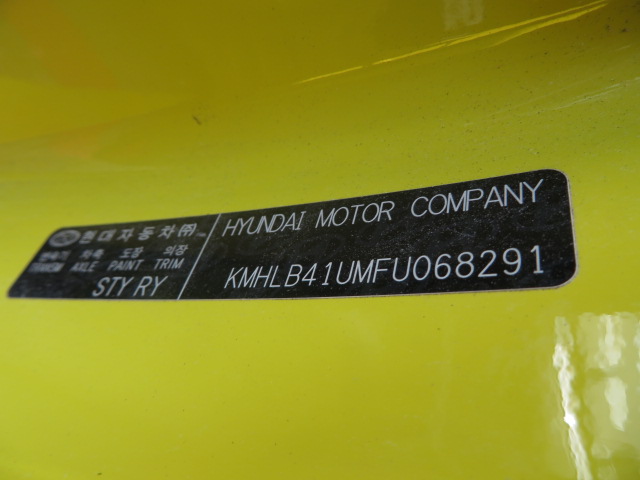 현대자동차(주)
변속기 차축 도장 의장
TRANSM AXLE PAINT TRIM
STY RY
HYUNDAI MOTOR COMPANY
KMHLB41UMFU068291